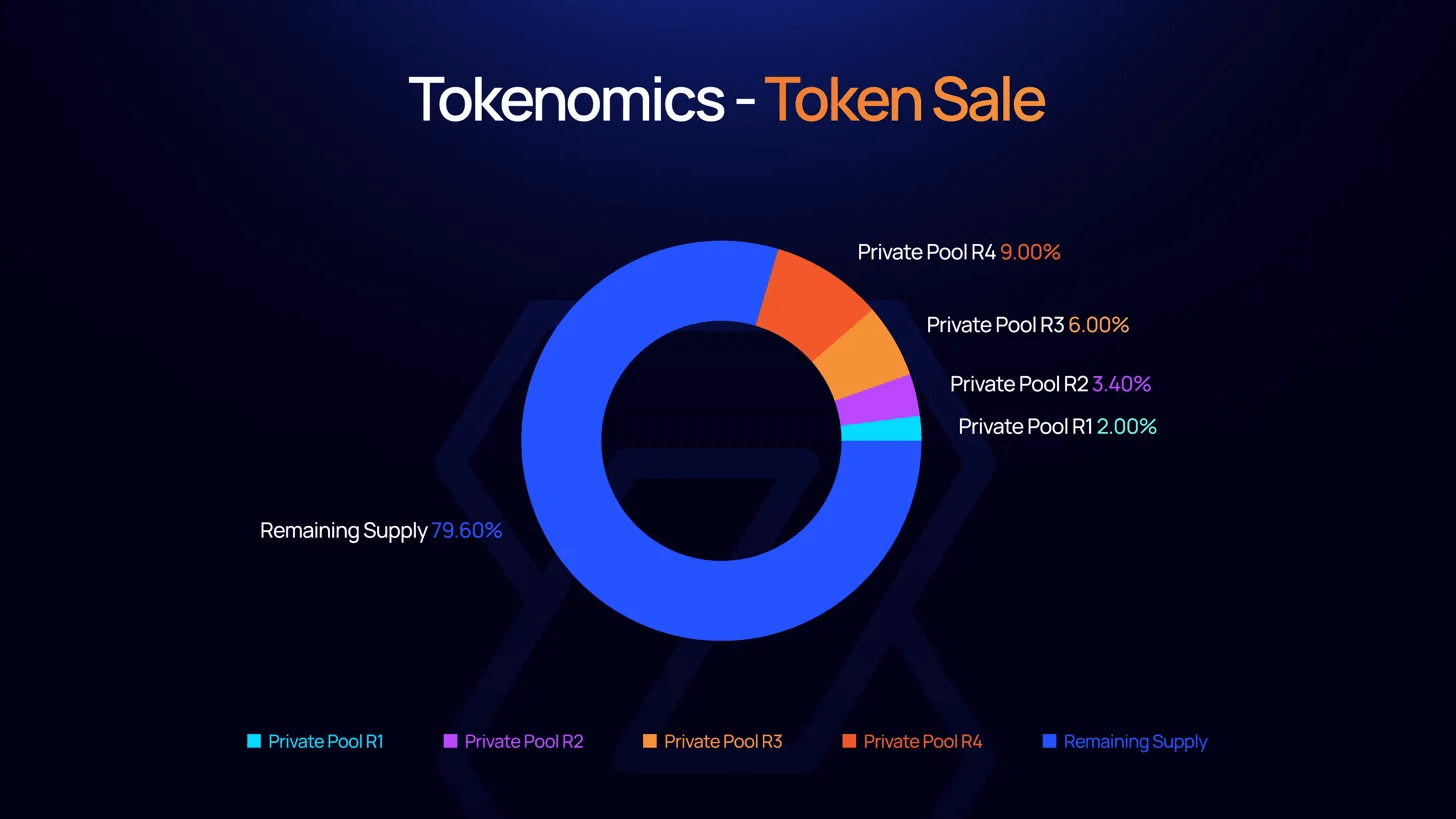 Tokenomics - Token Sale
Private Pool R4 9.00%
Private Pool R3 6.00%
Private Pool R2 3.40%
Private Pool R1 2.00%
Remaining Supply 79.60%
Private Pool R1
Private Pool R2
Private Pool R3
Private Pool R4
Remaining Supply